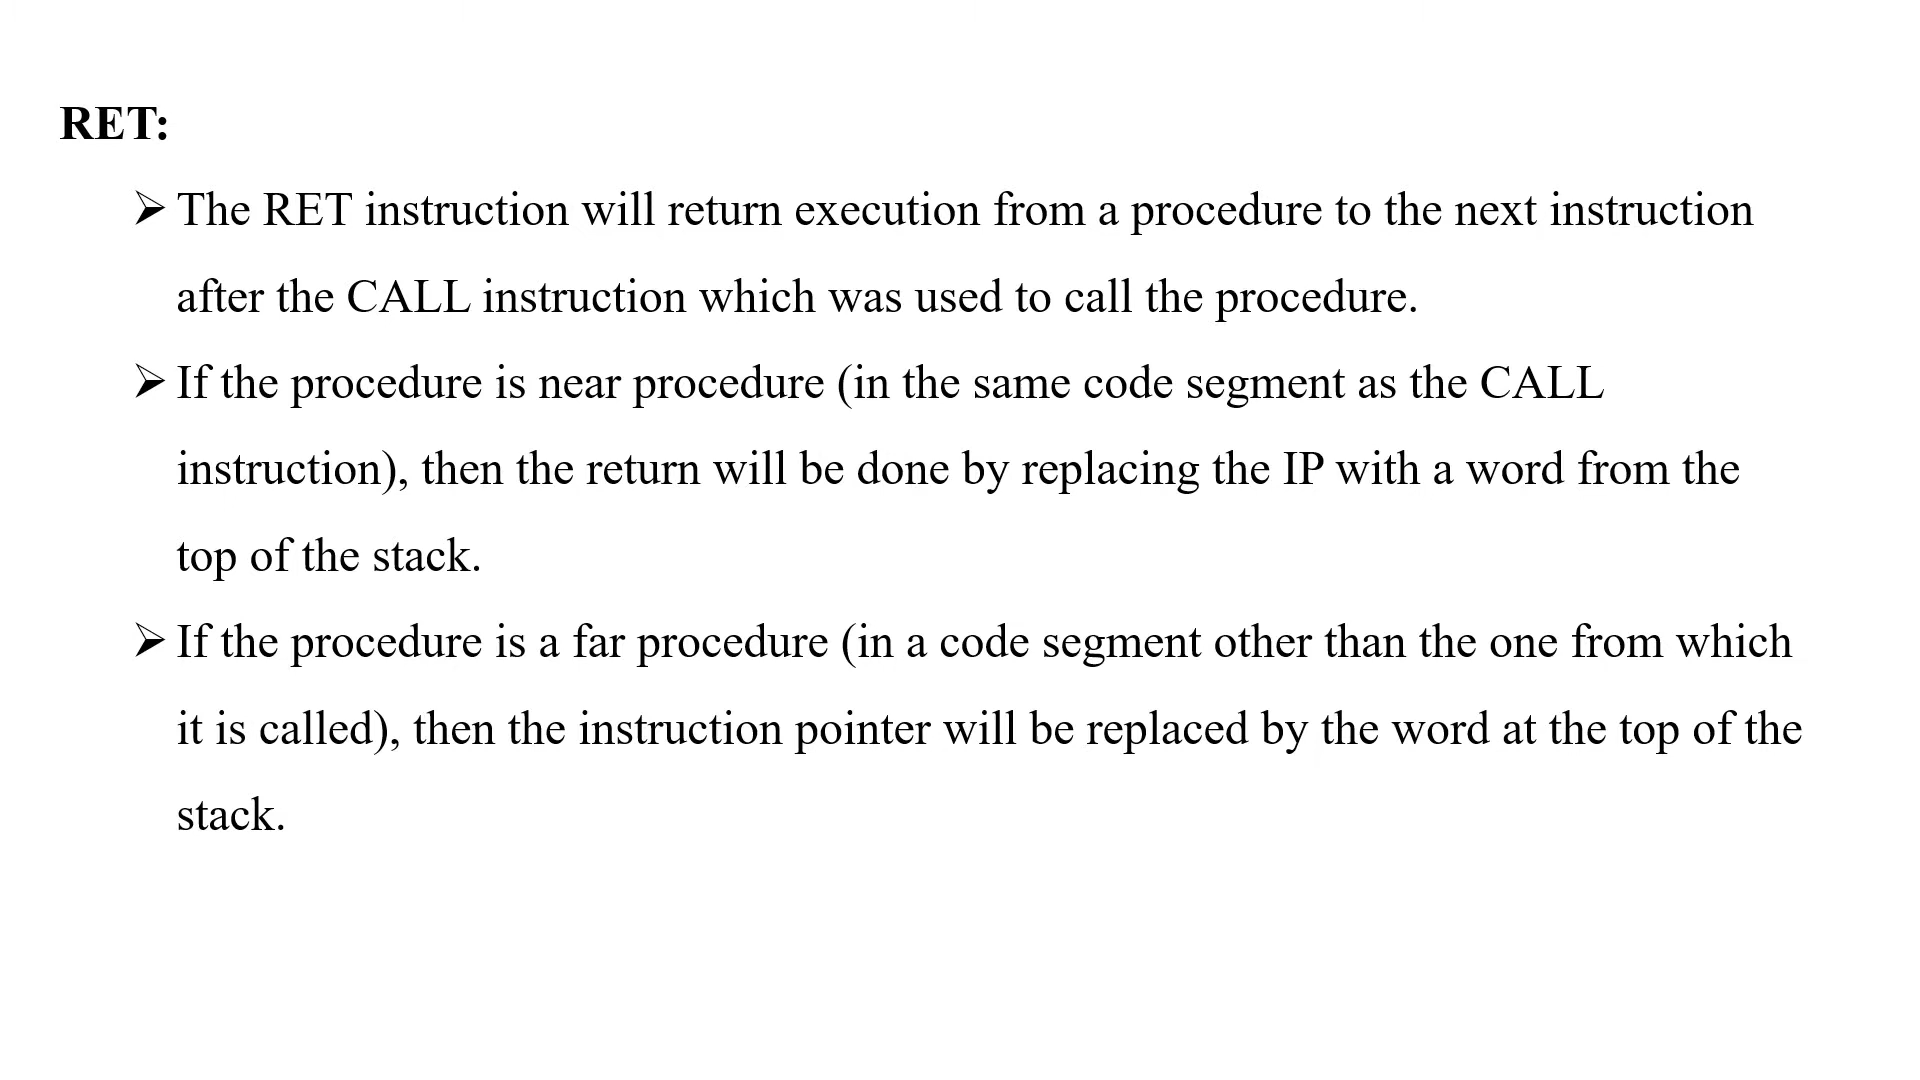 RET:
➢ The RET instruction will return execution from a procedure to the next instruction
after the CALL instruction which was used to call the procedure.
➢ If the procedure is near procedure (in the same code segment as the CALL
instruction), then the return will be done by replacing the IP with a word from the
top of the stack.
➢ If the procedure is a far procedure (in a code segment other than the one from which
it is called), then the instruction pointer will be replaced by the word at the top of the
stack.